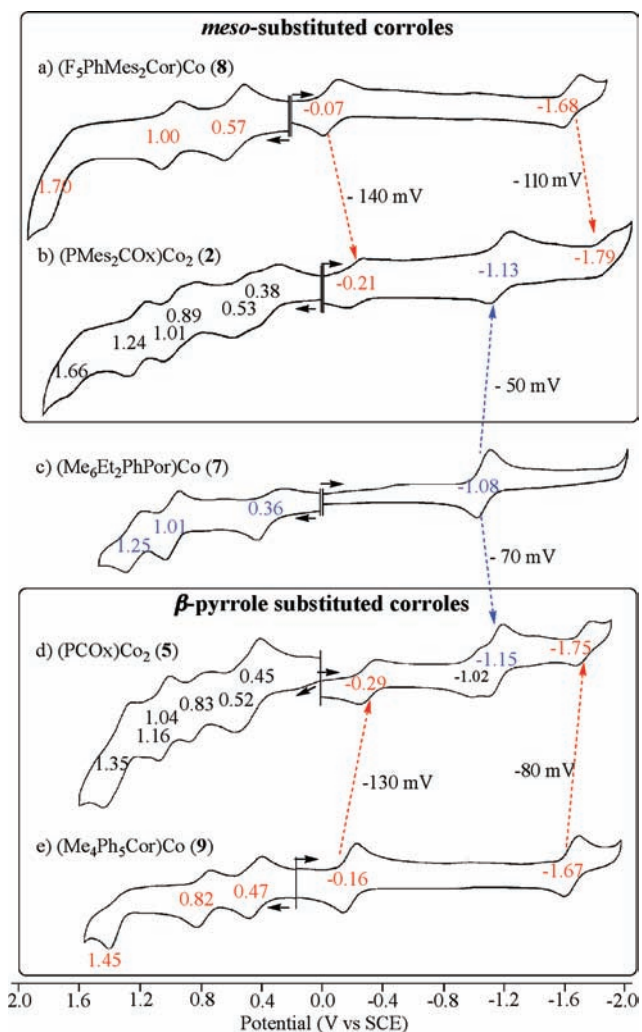 meso-substituted corroles
a) (F₅PhMes₂Cor)Co (8)
-0.07
-1.68
1.00
0.57
1.70
- 140 mV
-110 mV
b) (PMes₂COx)Co₂ (2)
-0.21
-1.13
-1.79
0.38
0.89
0.53
1.24
1.01
1.66
- 50 mV
c) (Me₆Et₂PhPor)Co (7)
-1.08
0.36
1.01
1.25
- 70 mV
β-pyrrole substituted corroles
d) (PCOx)Co₂ (5)
-0.29
-1.02
-1.15
-1.75
0.45
0.52
0.83
1.04
1.16
1.35
-130 mV
-80 mV
e) (Me₄Ph₅Cor)Co (9)
-0.16
-1.67
0.82
0.47
1.45
2.0 1.6 1.2 0.8 0.4 0.0 -0.4 -0.8 -1.2 -1.6 -2.0
Potential (V vs SCE)